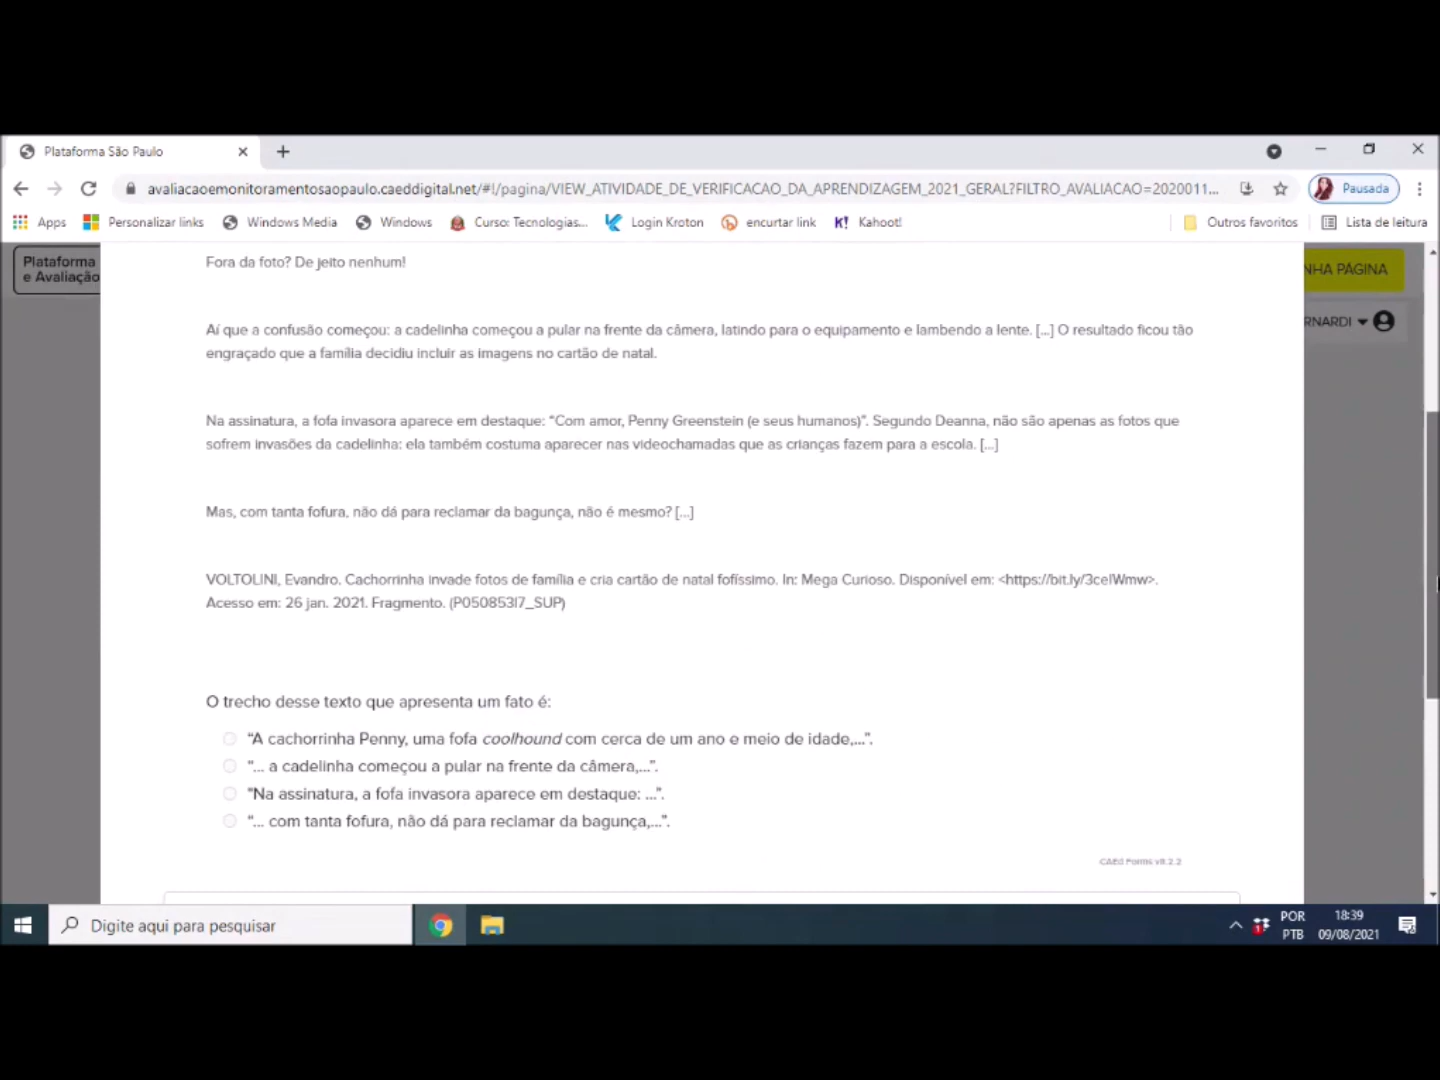 Plataforma São Paulo
avaliacaoemonitoramentosaopaulo.caeddigital.net/#!/pagina/VIEW_ATIVIDADE_DE_VERIFICACAO_DA_APRENDIZAGEM_2021_GERAL?FILTRO_AVALIACAO=2020011...
Pausada
Apps Personalizar links Windows Media Windows Curso: Tecnologias... Login Kroton encurtar link K! Kahoot! Outros favoritos Lista de leitura
Plataforma
e Avaliação
NHA PÁGINA
RNARDI
Fora da foto? De jeito nenhum!
Aí que a confusão começou: a cadelinha começou a pular na frente da câmera, latindo para o equipamento e lambendo a lente. [...] O resultado ficou tão
engraçado que a família decidiu incluir as imagens no cartão de natal.
Na assinatura, a fofa invasora aparece em destaque: “Com amor, Penny Greenstein (e seus humanos)”. Segundo Deanna, não são apenas as fotos que
sofrem invasões da cadelinha: ela também costuma aparecer nas videochamadas que as crianças fazem para a escola. [...]
Mas, com tanta fofura, não dá para reclamar da bagunça, não é mesmo? [...]
VOLTOLINI, Evandro. Cachorrinha invade fotos de família e cria cartão de natal fofíssimo. In: Mega Curioso. Disponível em: <https://bit.ly/3celWmw>.
Acesso em: 26 jan. 2021. Fragmento. (P050853I7_SUP)
O trecho desse texto que apresenta um fato é:
“A cachorrinha Penny, uma fofa coolhound com cerca de um ano e meio de idade,...”.
“... a cadelinha começou a pular na frente da câmera,...”.
"Na assinatura, a fofa invasora aparece em destaque: ...”.
“... com tanta fofura, não dá para reclamar da bagunça,...”.
CAEd Forms v8.2.2
Digite aqui para pesquisar
1
POR 18:39
PTB 09/08/2021